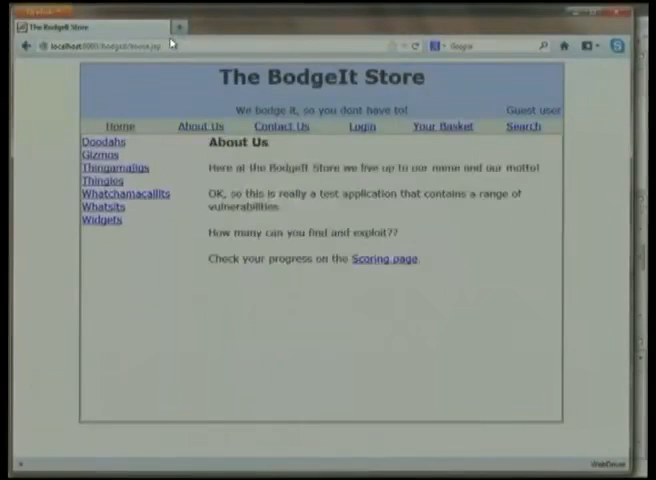 The BodgeIt Store
The BodgeIt Store
We bodge it, so you dont have to!
Guest user
Home About Us Contact Us Login Your Basket Search
Doodahs
Gizmos
Thingamajigs
Thingies
Whatchamacallits
Whatsits
Widgets
About Us
Here at the BodgeIt Store we live up to our name and our motto!
OK, so this is really a test application that contains a range of
vulnerabilities.
How many can you find and exploit??
Check your progress on the Scoring page.